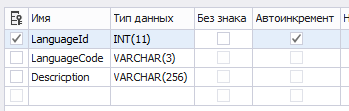 Имя Тип данных Без знака Автоинкремент Н
LanguageId INT(11)
LanguageCode VARCHAR(3)
Descricption VARCHAR(256)